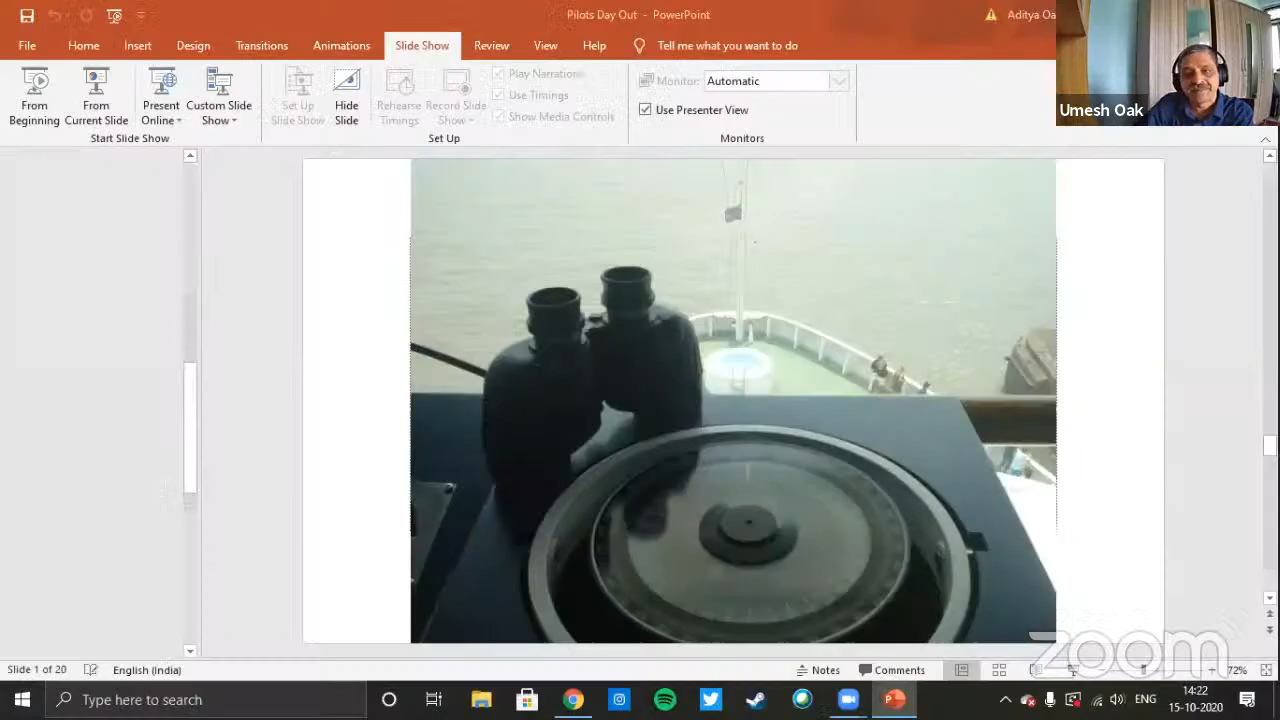 Pilots Day Out - PowerPoint
Aditya Oa
File Home Insert Design Transitions Animations Slide Show Review View Help Tell me what you want to do
From Beginning
From Current Slide
Present Online
Custom Slide Show
Start Slide Show
Set Up Slide Show
Hide Slide
Rehearse Timings
Record Slide Show
Play Narrations
Use Timings
Show Media Controls
Set Up
Monitor: Automatic
Use Presenter View
Monitors
Umesh Oak
zoom
Slide 1 of 20 English (India) Notes Comments 72%
Type here to search
ENG
14:22
15-10-2020